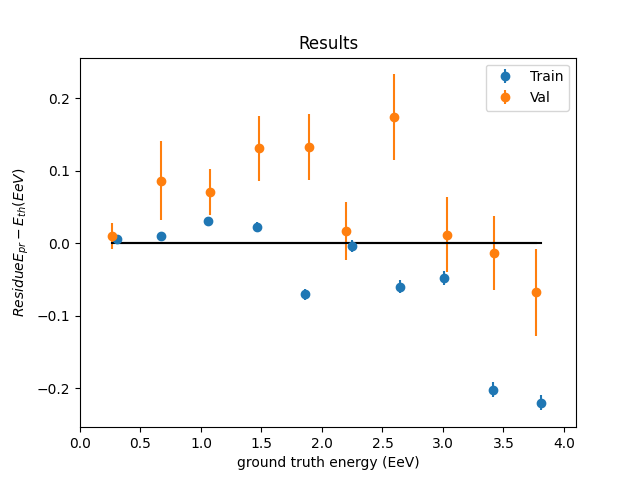 Results
Train
Val
ResidueE_{pr} − E_{th}(EeV)
0.2
0.1
0.0
−0.1
−0.2
0.0 0.5 1.0 1.5 2.0 2.5 3.0 3.5 4.0
ground truth energy (EeV)